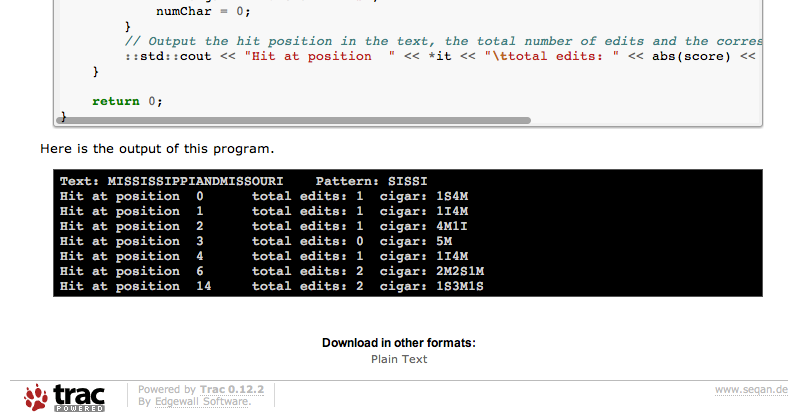 numChar = 0;
}
// Output the hit position in the text, the total number of edits and the corres
::std::cout << "Hit at position  " << *it << "\ttotal edits: " << abs(score) <<
}
return 0;
}
Here is the output of this program.
Text: MISSISSIPPIANDMISSOURI    Pattern: SISSI
Hit at position  0      total edits: 1  cigar: 1S4M
Hit at position  1      total edits: 1  cigar: 1I4M
Hit at position  2      total edits: 1  cigar: 4M1I
Hit at position  3      total edits: 0  cigar: 5M
Hit at position  4      total edits: 1  cigar: 1I4M
Hit at position  6      total edits: 2  cigar: 2M2S1M
Hit at position  14     total edits: 2  cigar: 1S3M1S
Download in other formats:
Plain Text
trac
POWERED
Powered by Trac 0.12.2
By Edgewall Software.
www.seqan.de